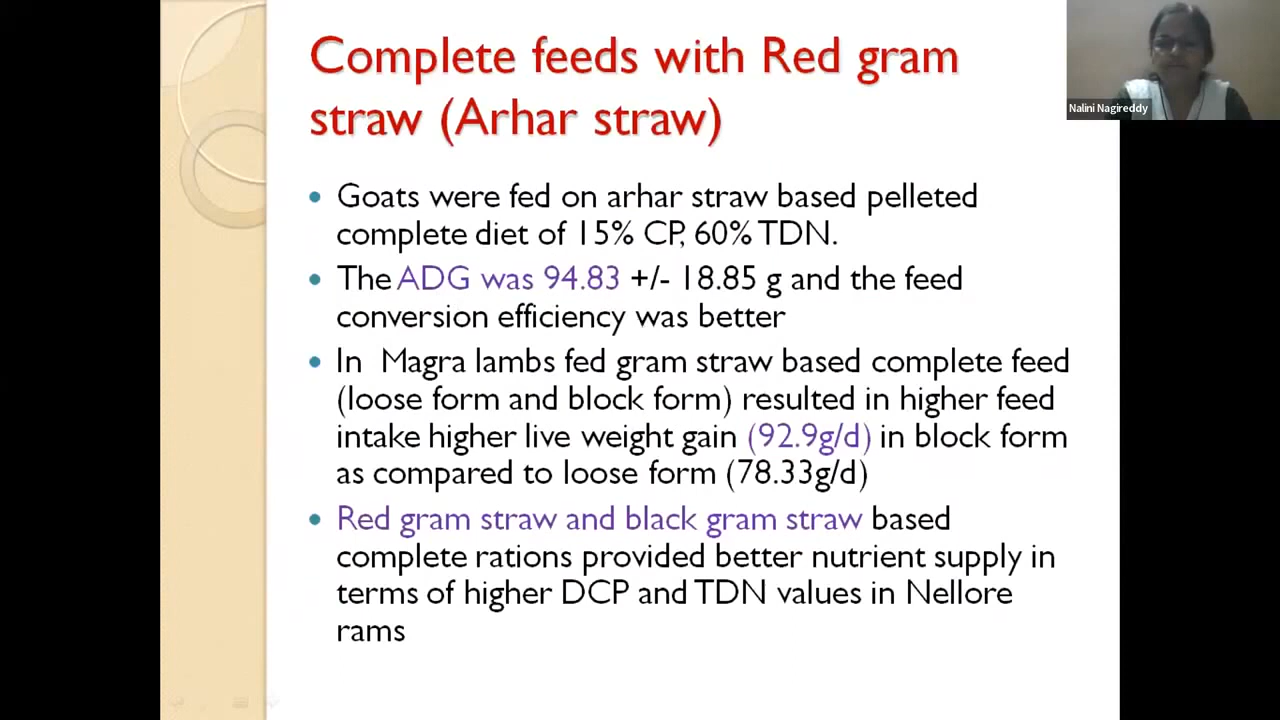 Complete feeds with Red gram
straw (Arhar straw)
Nalini Nagireddy
• Goats were fed on arhar straw based pelleted
complete diet of 15% CP, 60% TDN.
• The ADG was 94.83 +/- 18.85 g and the feed
conversion efficiency was better
• In Magra lambs fed gram straw based complete feed
(loose form and block form) resulted in higher feed
intake higher live weight gain (92.9g/d) in block form
as compared to loose form (78.33g/d)
• Red gram straw and black gram straw based
complete rations provided better nutrient supply in
terms of higher DCP and TDN values in Nellore
rams